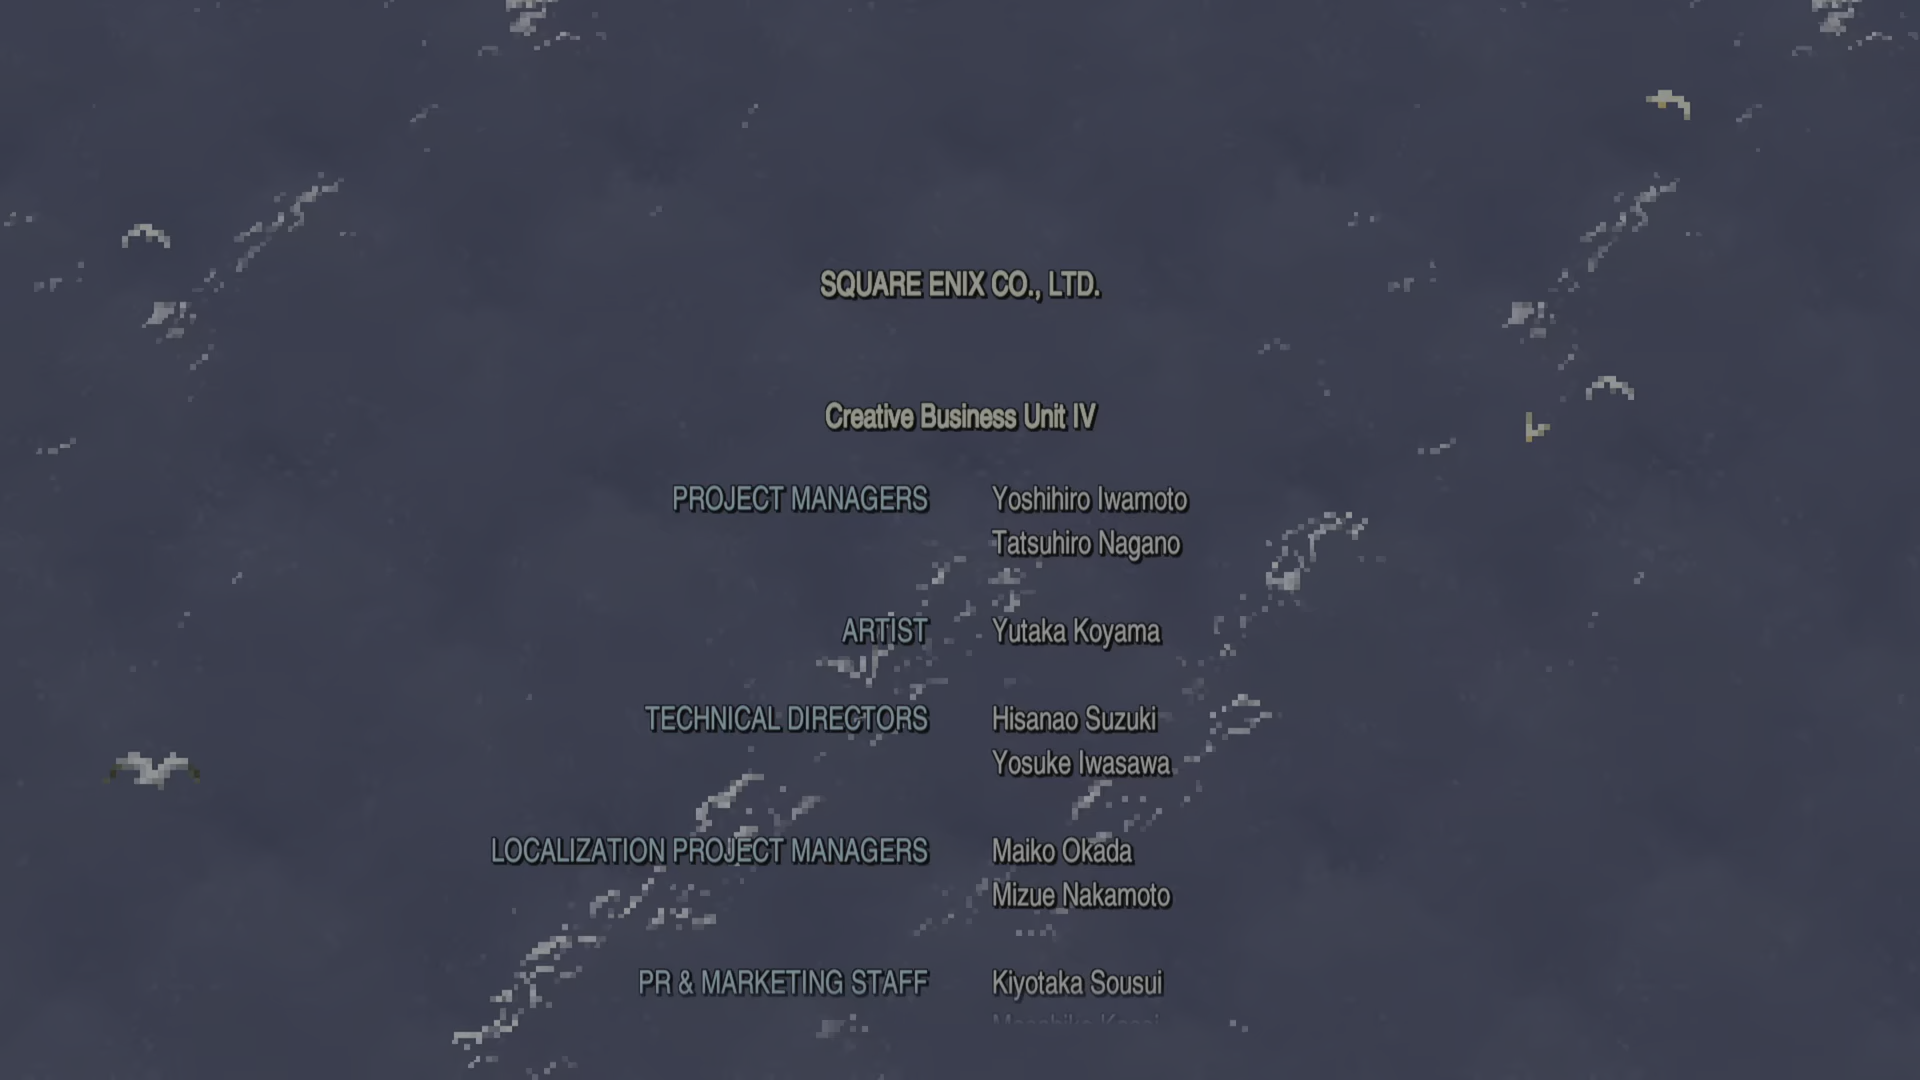 SQUARE ENIX CO., LTD.
Creative Business Unit IV
PROJECT MANAGERS Yoshihiro Iwamoto
Tatsuhiro Nagano
ARTIST Yutaka Koyama
TECHNICAL DIRECTORS Hisanao Suzuki
Yosuke Iwasawa
LOCALIZATION PROJECT MANAGERS Maiko Okada
Mizue Nakamoto
PR & MARKETING STAFF Kiyotaka Sousui